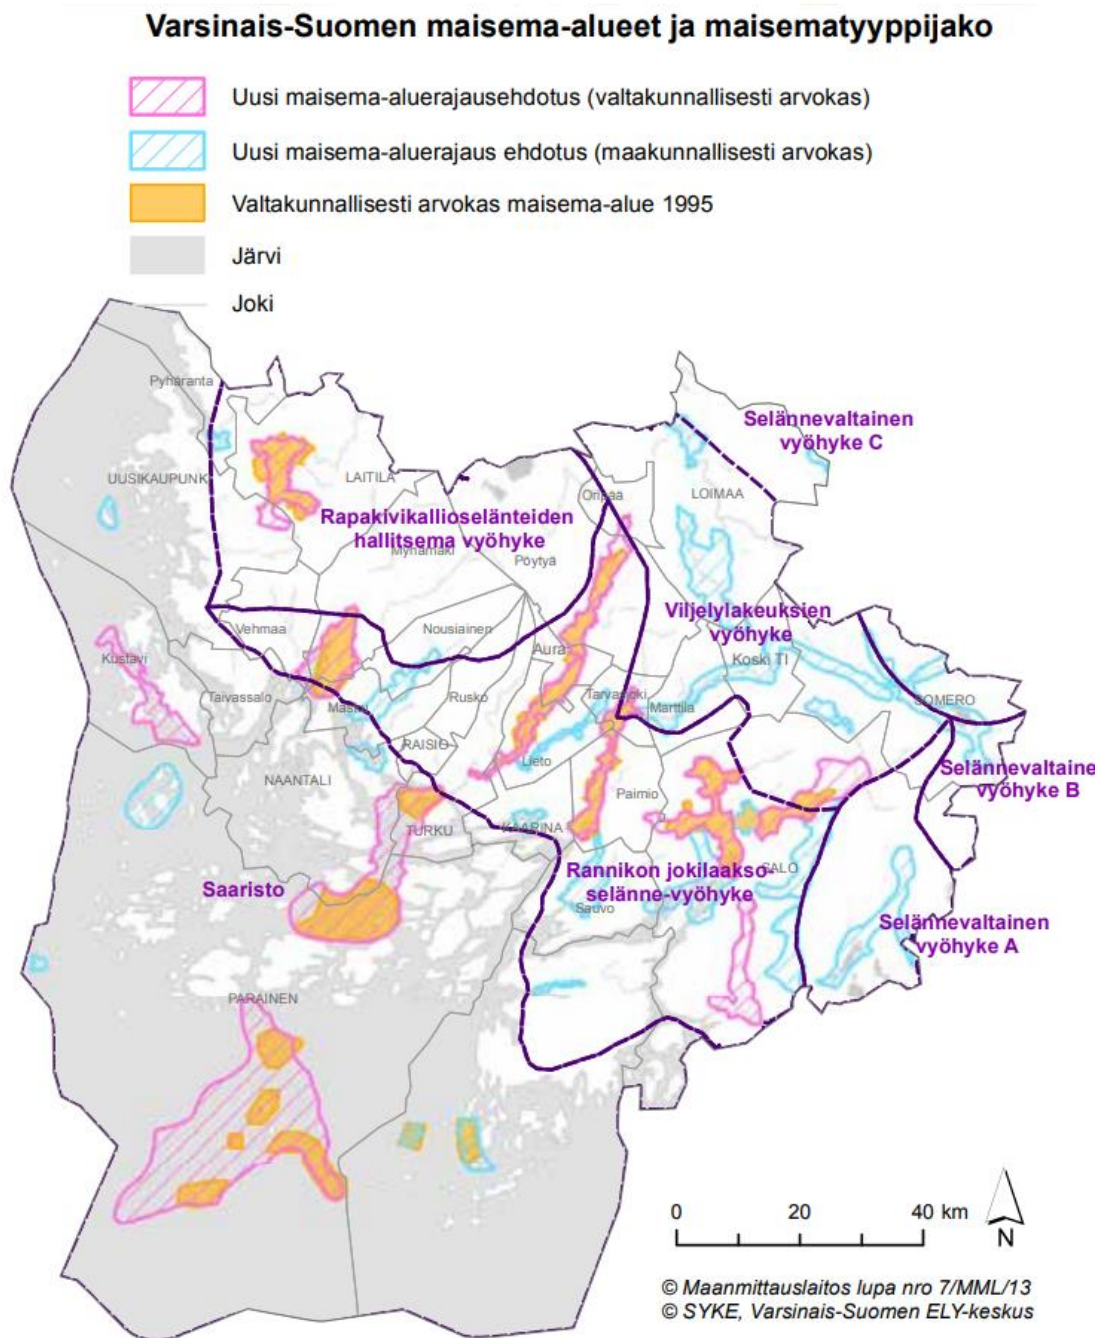 Varsinais-Suomen maisema-alueet ja maisematyyppijako
Uusi maisema-aluerajausehdotus (valtakunnallisesti arvokas)
Uusi maisema-aluerajaus ehdotus (maakunnallisesti arvokas)
Valtakunnallisesti arvokas maisema-alue 1995
Järvi
Joki
Pyhäranta
Selännevaltainen
vyöhyke C
UUSIKAUPUNK
LAITILA
LOIMAA
Oripää
Rapakivikallioselänteiden
hallitsema vyöhyke
Mynämäki
Pöytyä
Viljelylakeuksien
vyöhyke
Vehmaa
Nousiainen
Aura
Koski Tl
Kustavi
Taivassalo
Masku
Rusko
Tarvasjoki
Marttila
SOMERO
RAISIO
Lieto
NAANTALI
Paimio
Selännevaltaine
vyöhyke B
TURKU
KAARINA
Saaristo
Rannikon jokilaakso-
selänne-vyöhyke
SALO
Sauvo
Selännevaltainen
vyöhyke A
PARAINEN
0 20 40 km
N
© Maanmittauslaitos lupa nro 7/MML/13
© SYKE, Varsinais-Suomen ELY-keskus